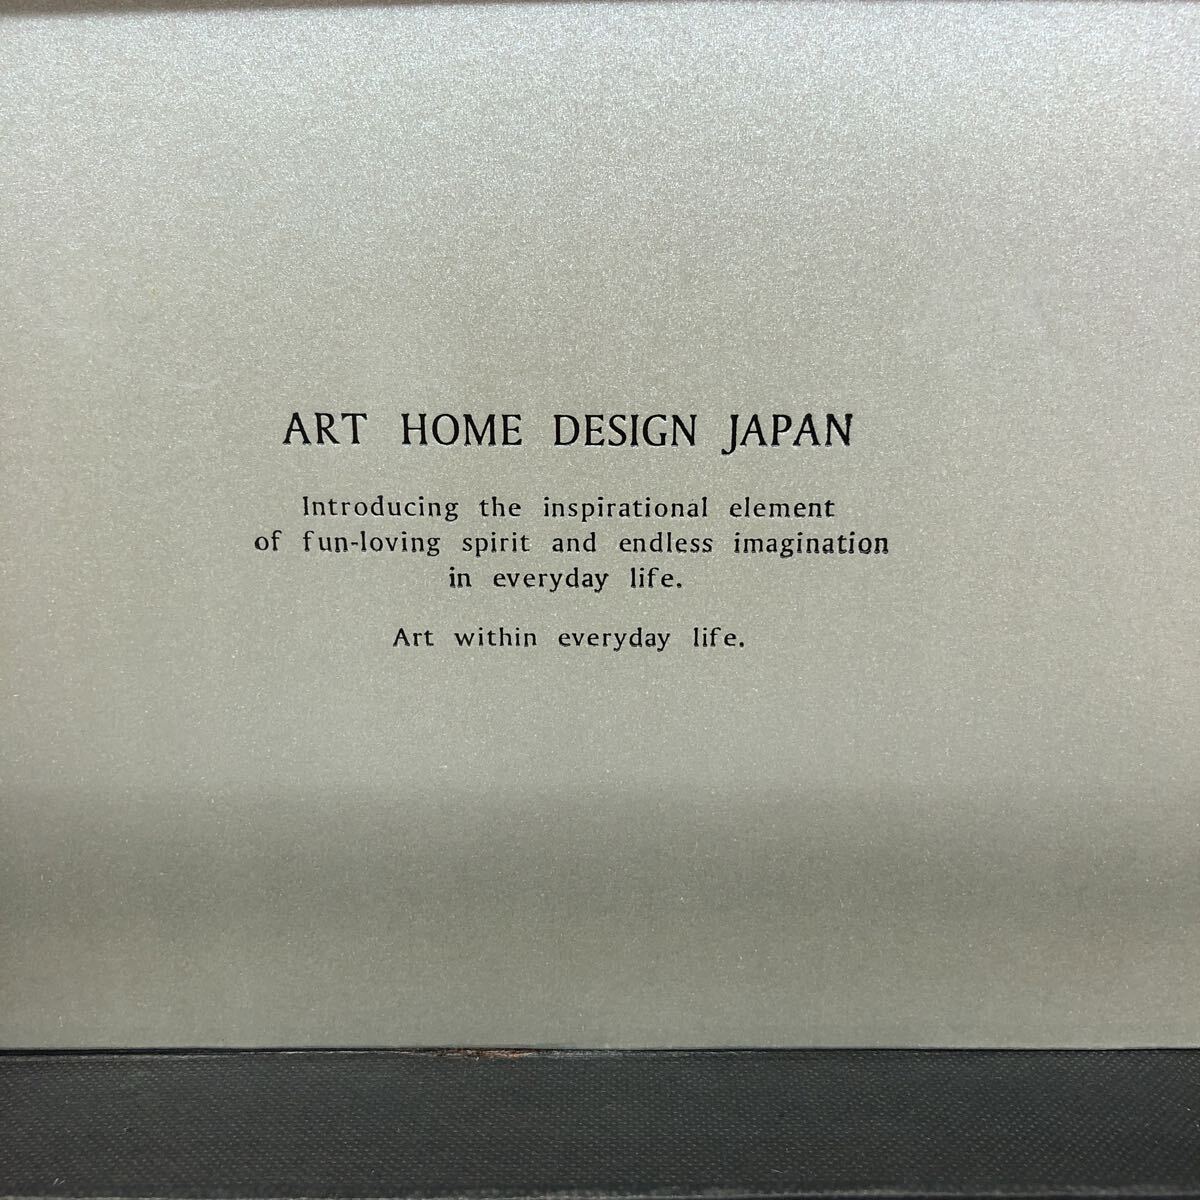 ART HOME DESIGN JAPAN
Introducing the inspirational element
of fun-loving spirit and endless imagination
in everyday life.
Art within everyday life.